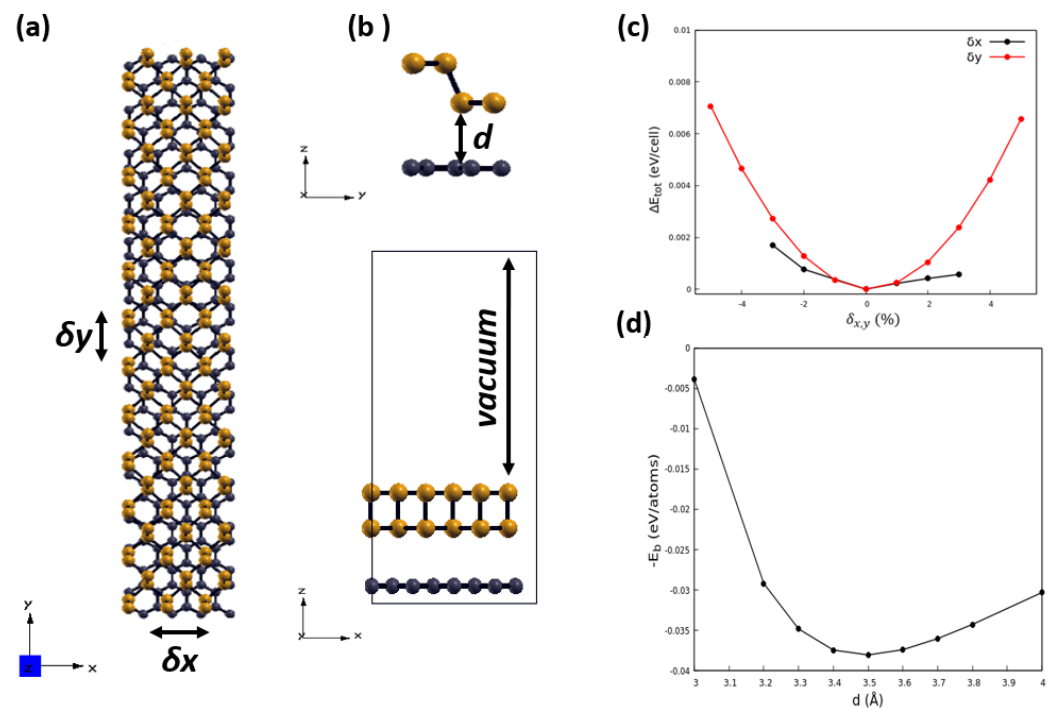 (a)
δy
δx
Y
Z
X
(b)
d
Z
X
Y
vacuum
Z
Y
X
(c)
δx
δy
ΔEtot (eV/cell)
0.01
0.008
0.006
0.004
0.002
0
-4
-2
0
2
4
δx,y (%)
(d)
-Eb (eV/atoms)
0
-0.005
-0.01
-0.015
-0.02
-0.025
-0.03
-0.035
-0.04
3
3.1
3.2
3.3
3.4
3.5
3.6
3.7
3.8
3.9
4
d (Å)